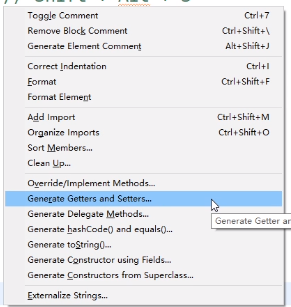 // Shift + Alt + S
Toggle Comment Ctrl+7
Remove Block Comment Ctrl+Shift+\
Generate Element Comment Alt+Shift+J
Correct Indentation Ctrl+I
Format Ctrl+Shift+F
Format Element
Add Import Ctrl+Shift+M
Organize Imports Ctrl+Shift+O
Sort Members...
Clean Up...
Override/Implement Methods...
Generate Getters and Setters...
Generate Delegate Methods...
Generate Getter an
Generate hashCode() and equals()...
Generate toString()...
Generate Constructor using Fields...
Generate Constructors from Superclass...
Externalize Strings...